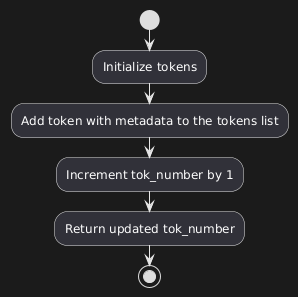 Initialize tokens
Add token with metadata to the tokens list
Increment tok_number by 1
Return updated tok_number